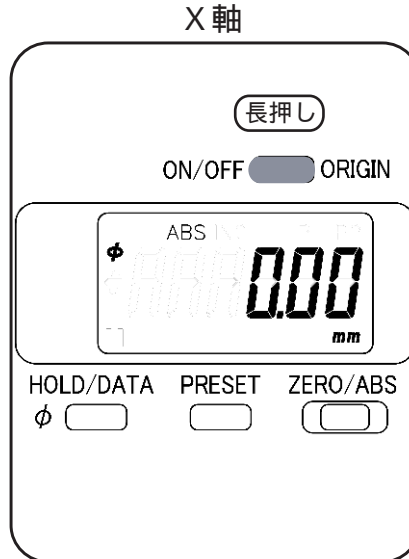 X軸
長押し
ON/OFF ORIGIN
ABS
ϕ 0.00
mm
HOLD/DATA PRESET ZERO/ABS
ϕ